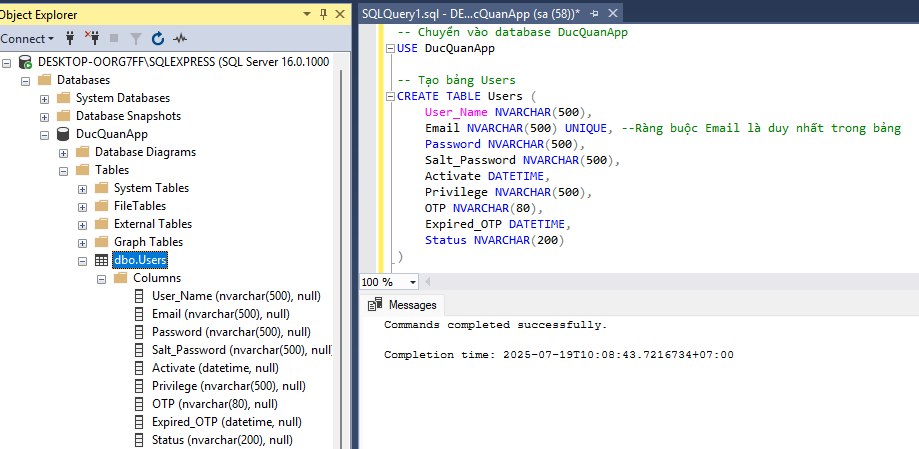 Object Explorer
Connect
DESKTOP-OORG7FF\SQLEXPRESS (SQL Server 16.0.1000
Databases
System Databases
Database Snapshots
DucQuanApp
Database Diagrams
Tables
System Tables
FileTables
External Tables
Graph Tables
dbo.Users
Columns
User_Name (nvarchar(500), null)
Email (nvarchar(500), null)
Password (nvarchar(500), null)
Salt_Password (nvarchar(500), null
Activate (datetime, null)
Privilege (nvarchar(500), null)
OTP (nvarchar(80), null)
Expired_OTP (datetime, null)
Status (nvarchar(200), null)
SQLQuery1.sql - DE...cQuanApp (sa (58))*
-- Chuyển vào database DucQuanApp
USE DucQuanApp
-- Tạo bảng Users
CREATE TABLE Users (
User_Name NVARCHAR(500),
Email NVARCHAR(500) UNIQUE, --Ràng buộc Email là duy nhất trong bảng
Password NVARCHAR(500),
Salt_Password NVARCHAR(500),
Activate DATETIME,
Privilege NVARCHAR(500),
OTP NVARCHAR(80),
Expired_OTP DATETIME,
Status NVARCHAR(200)
)
100 %
Messages
Commands completed successfully.
Completion time: 2025-07-19T10:08:43.7216734+07:00